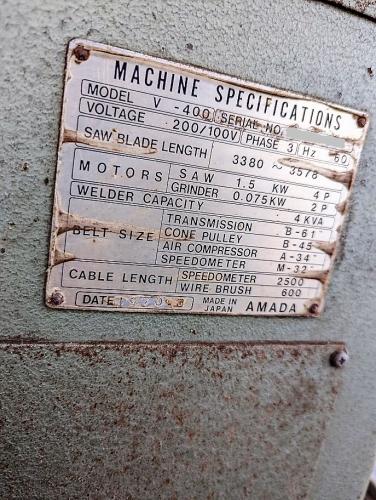 MACHINE SPECIFICATIONS
MODEL V -400 SERIAL NO.
VOLTAGE 200/100V PHASE 3 Hz 60
SAW BLADE LENGTH 3380 ~ 3578
MOTORS SAW 1.5 KW 4P
GRINDER 0.075KW 2P
WELDER CAPACITY 4KVA
BELT SIZE TRANSMISSION B-61"
CONE PULLEY B-45"
AIR COMPRESSOR A-34"
SPEEDOMETER M-32"
CABLE LENGTH SPEEDOMETER 2500
WIRE BRUSH 600
DATE MADE IN JAPAN AMADA